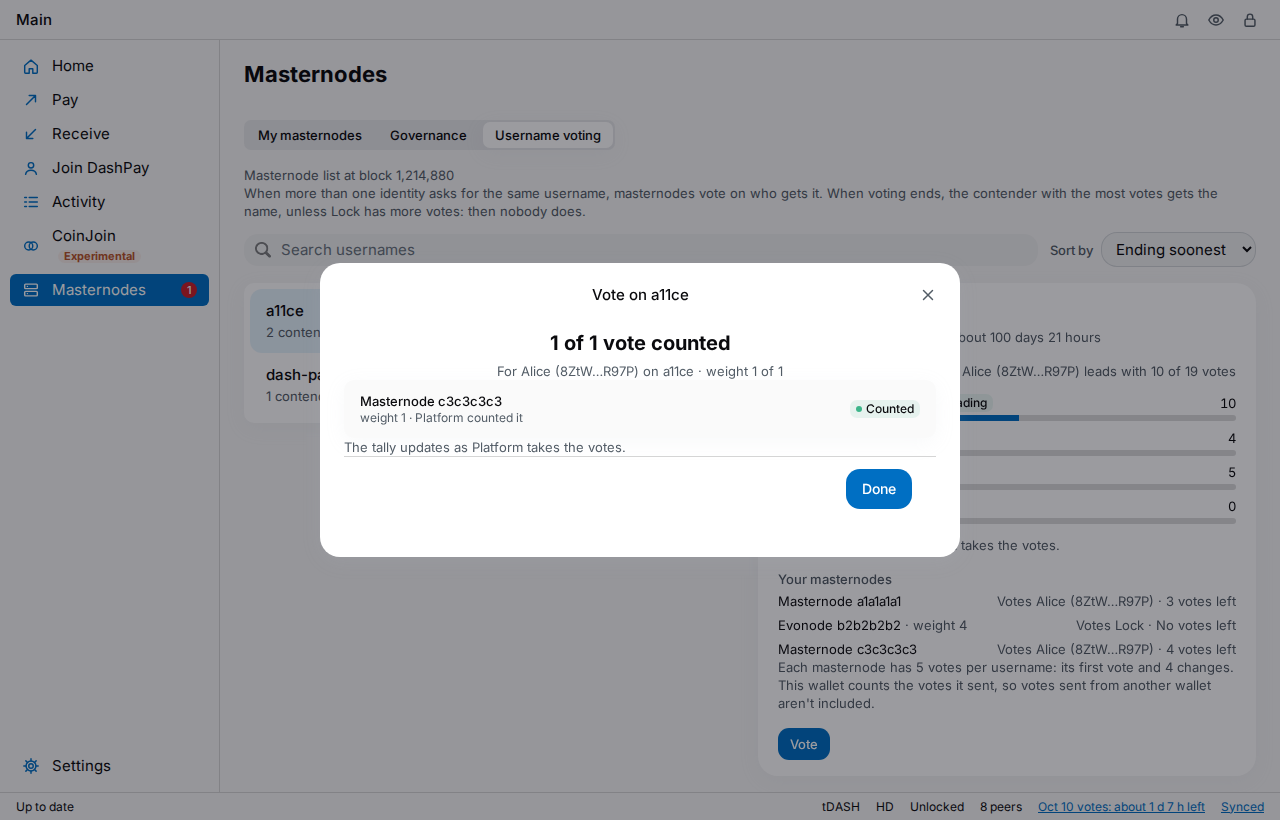 Main
Home
Pay
Receive
Join DashPay
Activity
CoinJoin
Experimental
Masternodes
1
Settings
Masternodes
My masternodes
Governance
Username voting
Masternode list at block 1,214,880
When more than one identity asks for the same username, masternodes vote on who gets it. When voting ends, the contender with the most votes gets the
name, unless Lock has more votes: then nobody does.
Search usernames
Sort by
Ending soonest
a11ce
2 conten
dash-pa
1 conten
Vote on a11ce
1 of 1 vote counted
For Alice (8ZtW…R97P) on a11ce · weight 1 of 1
Masternode c3c3c3c3
weight 1 · Platform counted it
Counted
The tally updates as Platform takes the votes.
Done
bout 100 days 21 hours
Alice (8ZtW…R97P) leads with 10 of 19 votes
ading
10
4
5
0
takes the votes.
Your masternodes
Masternode a1a1a1a1
Votes Alice (8ZtW…R97P) · 3 votes left
Evonode b2b2b2b2 · weight 4
Votes Lock · No votes left
Masternode c3c3c3c3
Votes Alice (8ZtW…R97P) · 4 votes left
Each masternode has 5 votes per username: its first vote and 4 changes.
This wallet counts the votes it sent, so votes sent from another wallet
aren't included.
Vote
Up to date
tDASH
HD
Unlocked
8 peers
Oct 10 votes: about 1 d 7 h left
Synced